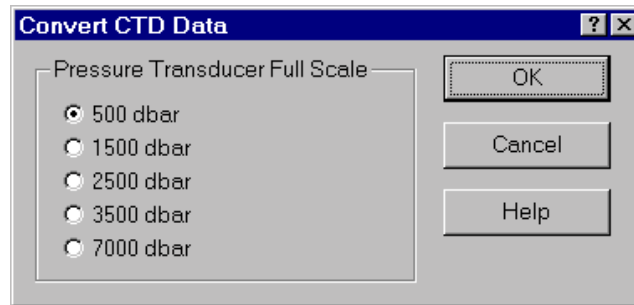 Convert CTD Data
? ×
Pressure Transducer Full Scale
500 dbar
1500 dbar
2500 dbar
3500 dbar
7000 dbar
OK
Cancel
Help